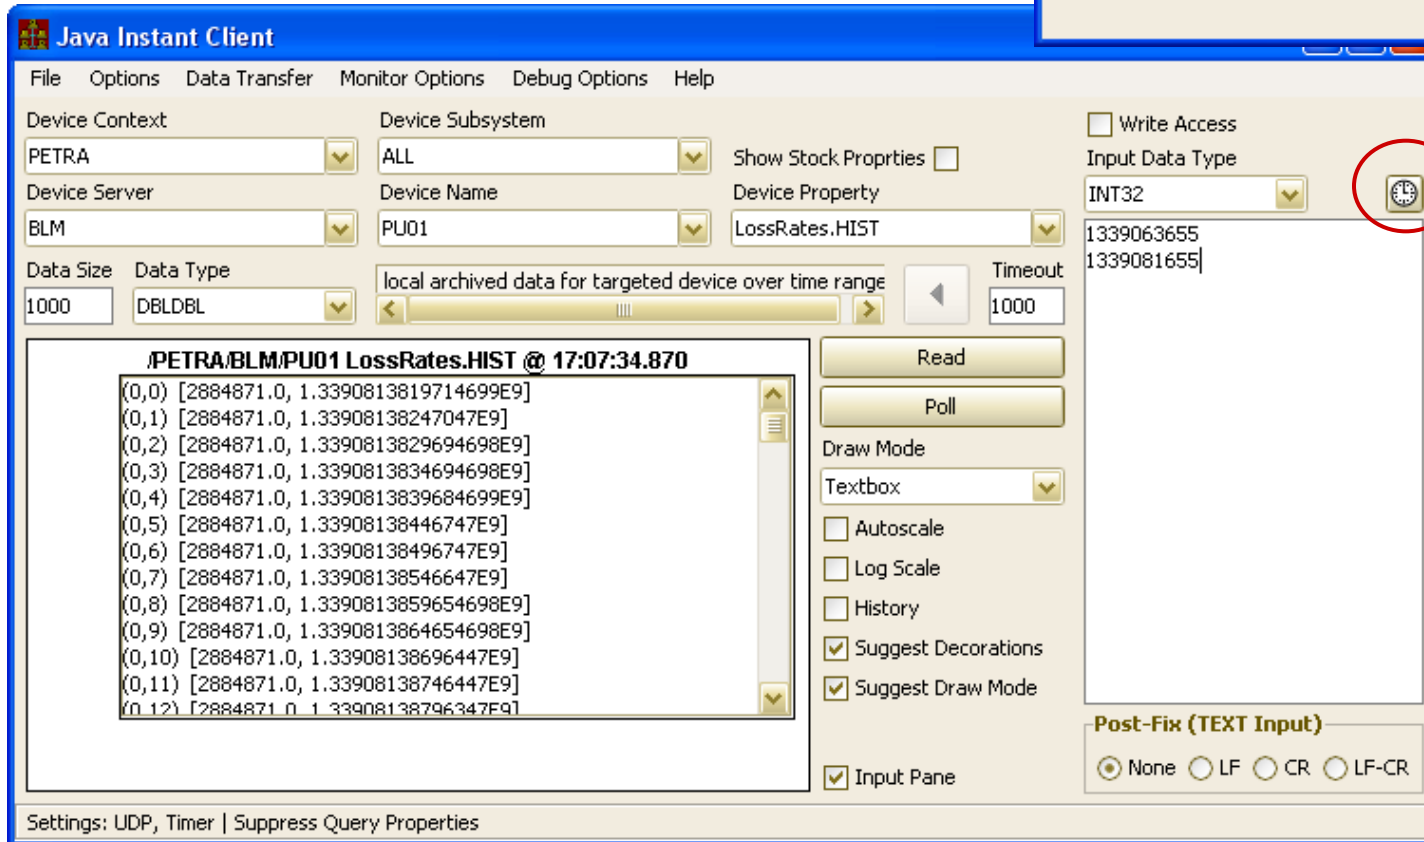 Java Instant Client
File Options Data Transfer Monitor Options Debug Options Help
Device Context Device Subsystem
Write Access
PETRA ALL Show Stock Proprties Input Data Type
Device Server Device Name Device Property
INT32
BLM PU01 LossRates.HIST
1339063655
1339081655
Data Size Data Type local archived data for targeted device over time range Timeout
1000 DBLDBL 1000
/PETRA/BLM/PU01 LossRates.HIST @ 17:07:34.870
(0,0) [2884871.0, 1.3390813819714699E9]
(0,1) [2884871.0, 1.33908138247047E9]
(0,2) [2884871.0, 1.3390813829694698E9]
(0,3) [2884871.0, 1.3390813834694698E9]
(0,4) [2884871.0, 1.3390813839684699E9]
(0,5) [2884871.0, 1.33908138446747E9]
(0,6) [2884871.0, 1.33908138496747E9]
(0,7) [2884871.0, 1.33908138546647E9]
(0,8) [2884871.0, 1.3390813859654698E9]
(0,9) [2884871.0, 1.3390813864654698E9]
(0,10) [2884871.0, 1.33908138696447E9]
(0,11) [2884871.0, 1.33908138746447E9]
(0,12) [2884871.0, 1.33908138796347E9]
Read
Poll
Draw Mode
Textbox
Autoscale
Log Scale
History
Suggest Decorations
Suggest Draw Mode
Input Pane
Post-Fix (TEXT Input)
None LF CR LF-CR
Settings: UDP, Timer | Suppress Query Properties